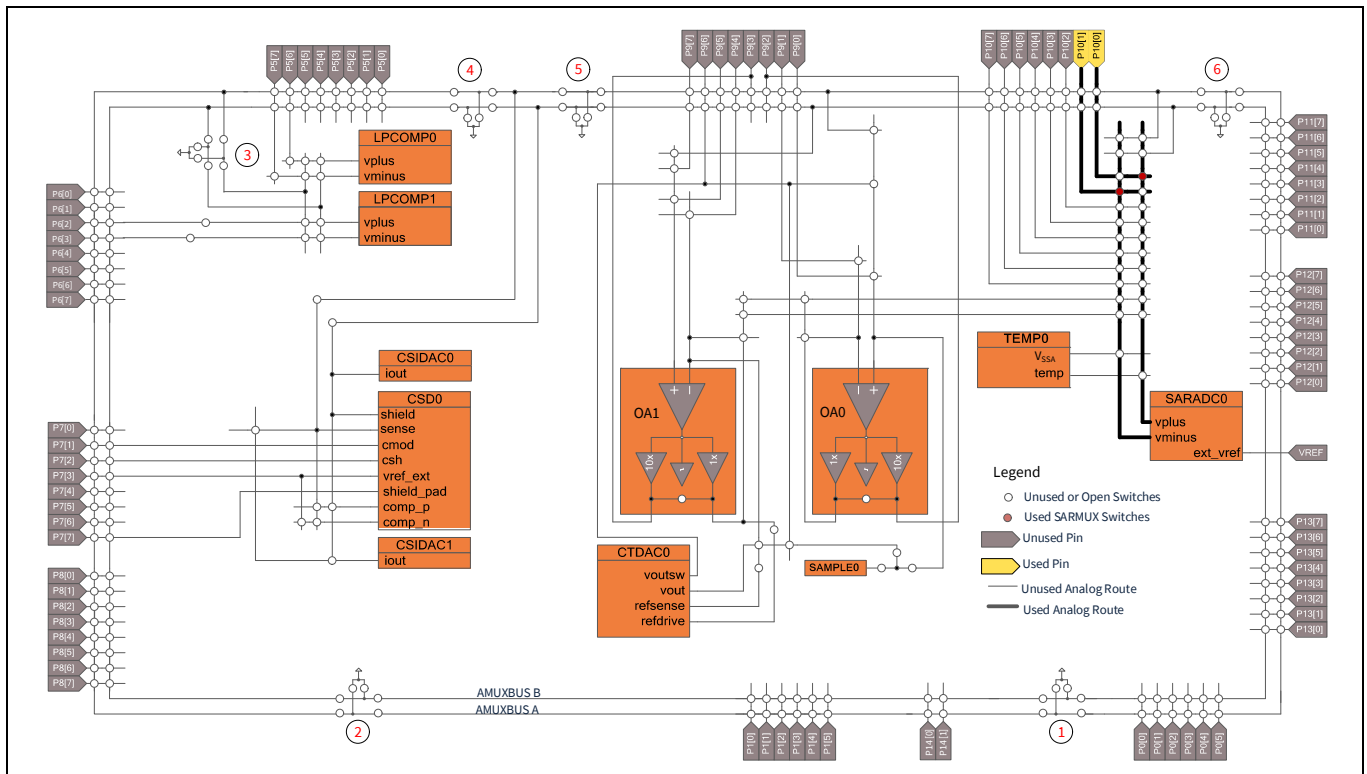 P5[7]
P5[6]
P5[5]
P5[4]
P5[3]
P5[2]
P5[1]
P5[0]
4
5
P9[7]
P9[6]
P9[5]
P9[4]
P9[3]
P9[2]
P9[1]
P9[0]
P10[7]
P10[6]
P10[5]
P10[4]
P10[3]
P10[2]
P10[1]
P10[0]
6
3
LPCOMP0
vplus
vminus
LPCOMP1
vplus
vminus
P6[0]
P6[1]
P6[2]
P6[3]
P6[4]
P6[5]
P6[6]
P6[7]
P11[7]
P11[6]
P11[5]
P11[4]
P11[3]
P11[2]
P11[1]
P11[0]
P12[7]
P12[6]
P12[5]
P12[4]
P12[3]
P12[2]
P12[1]
P12[0]
CSIDAC0
iout
CSD0
shield
sense
cmod
csh
vref_ext
shield_pad
comp_p
comp_n
CSIDAC1
iout
P7[0]
P7[1]
P7[2]
P7[3]
P7[4]
P7[5]
P7[6]
P7[7]
OA1
+ −
10x
1x
OA0
− +
1x
10x
TEMP0
VSSA
temp
SARADC0
vplus
vminus
ext_vref
VREF
Legend
Unused or Open Switches
Used SARMUX Switches
Unused Pin
Used Pin
Unused Analog Route
Used Analog Route
CTDAC0
voutsw
vout
refsense
refdrive
SAMPLE0
P13[7]
P13[6]
P13[5]
P13[4]
P13[3]
P13[2]
P13[1]
P13[0]
P8[0]
P8[1]
P8[2]
P8[3]
P8[4]
P8[5]
P8[6]
P8[7]
AMUXBUS B
AMUXBUS A
2
1
P1[0]
P1[1]
P1[2]
P1[3]
P1[4]
P1[5]
P14[0]
P14[1]
P0[0]
P0[1]
P0[2]
P0[3]
P0[4]
P0[5]